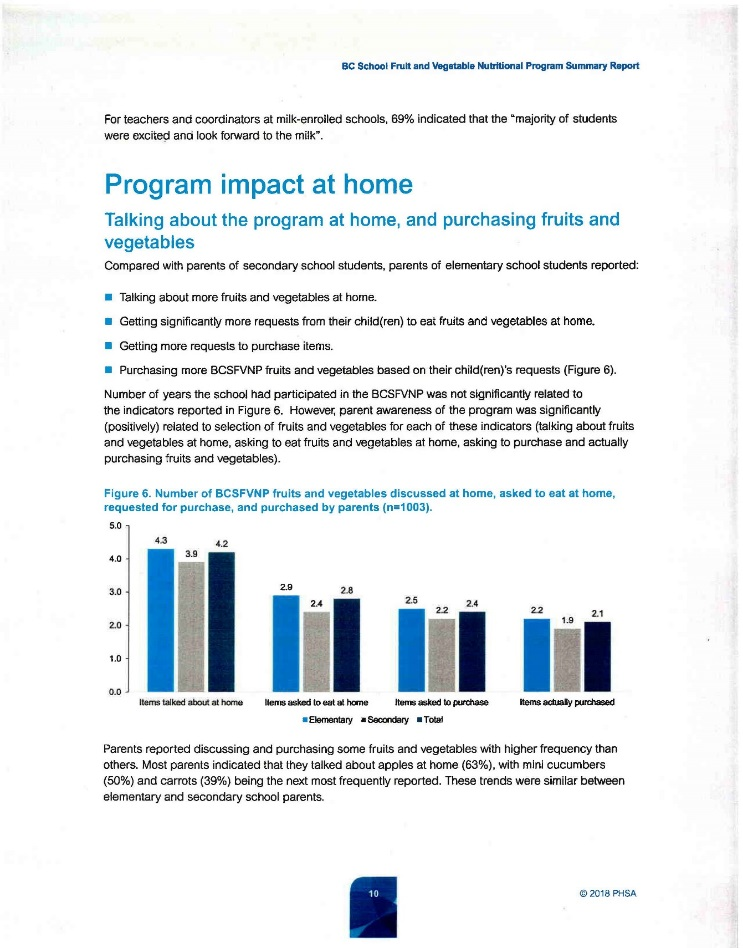 BC School Fruit and Vegetable Nutritional Program Summary Report
For teachers and coordinators at milk-enrolled schools, 69% indicated that the "majority of students
were excited and look forward to the milk".
Program impact at home
Talking about the program at home, and purchasing fruits and
vegetables
Compared with parents of secondary school students, parents of elementary school students reported:
■ Talking about more fruits and vegetables at home.
■ Getting significantly more requests from their child(ren) to eat fruits and vegetables at home.
■ Getting more requests to purchase items.
■ Purchasing more BCSFVNP fruits and vegetables based on their child(ren)'s requests (Figure 6).
Number of years the school had participated in the BCSFVNP was not significantly related to
the indicators reported in Figure 6. However, parent awareness of the program was significantly
(positively) related to selection of fruits and vegetables for each of these indicators (talking about fruits
and vegetables at home, asking to eat fruits and vegetables at home, asking to purchase and actually
purchasing fruits and vegetables).
Figure 6. Number of BCSFVNP fruits and vegetables discussed at home, asked to eat at home,
requested for purchase, and purchased by parents (n=1003).
5.0
4.0
3.0
2.0
1.0
0.0
4.3 3.9 4.2
2.9 2.4 2.8
2.5 2.2 2.4
2.2 1.9 2.1
Items talked about at home Items asked to eat at home Items asked to purchase Items actually purchased
■ Elementary ■ Secondary ■ Total
Parents reported discussing and purchasing some fruits and vegetables with higher frequency than
others. Most parents indicated that they talked about apples at home (63%), with mini cucumbers
(50%) and carrots (39%) being the next most frequently reported. These trends were similar between
elementary and secondary school parents.
10
© 2018 PHSA